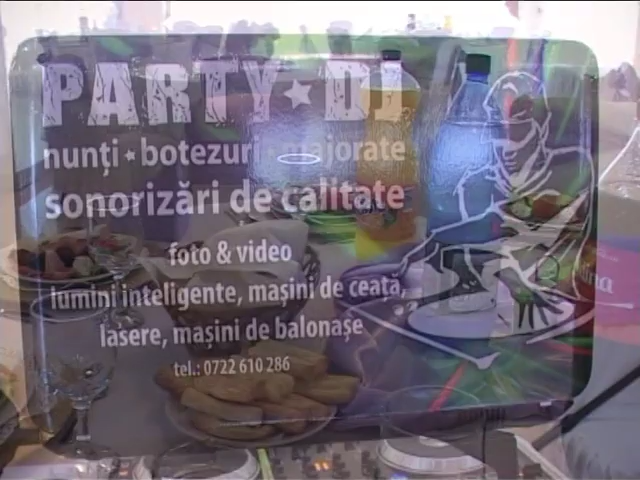 PARTY ★ DJ
nunți ★ botezuri ★ majorate
sonorizări de calitate
foto & video
lumini inteligente, mașini de ceață,
lasere, mașini de balonașe
tel.: 0722 610 286